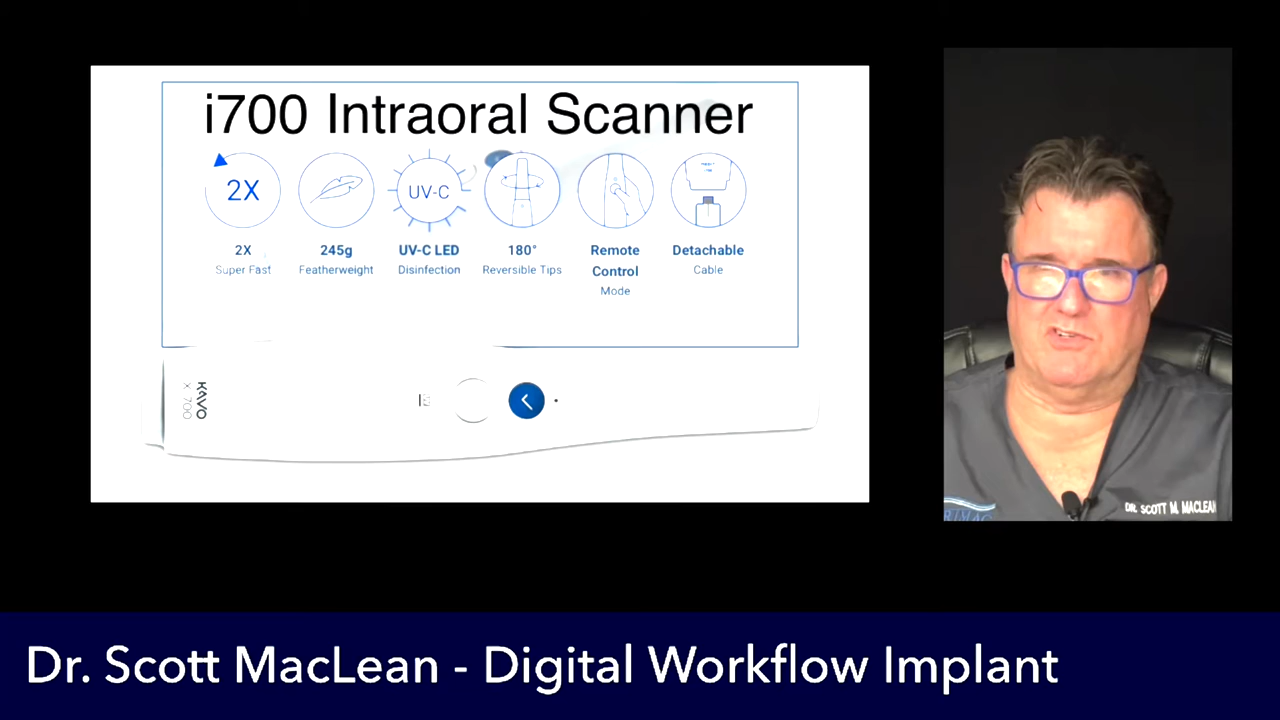 i700 Intraoral Scanner
2X
UV-C
2X
Super Fast
245g
Featherweight
UV-C LED
Disinfection
180°
Reversible Tips
Remote
Control
Mode
Detachable
Cable
KAVO
X 700
DR. SCOTT M. MACLEAN
RIMAC
Dr. Scott MacLean - Digital Workflow Implant